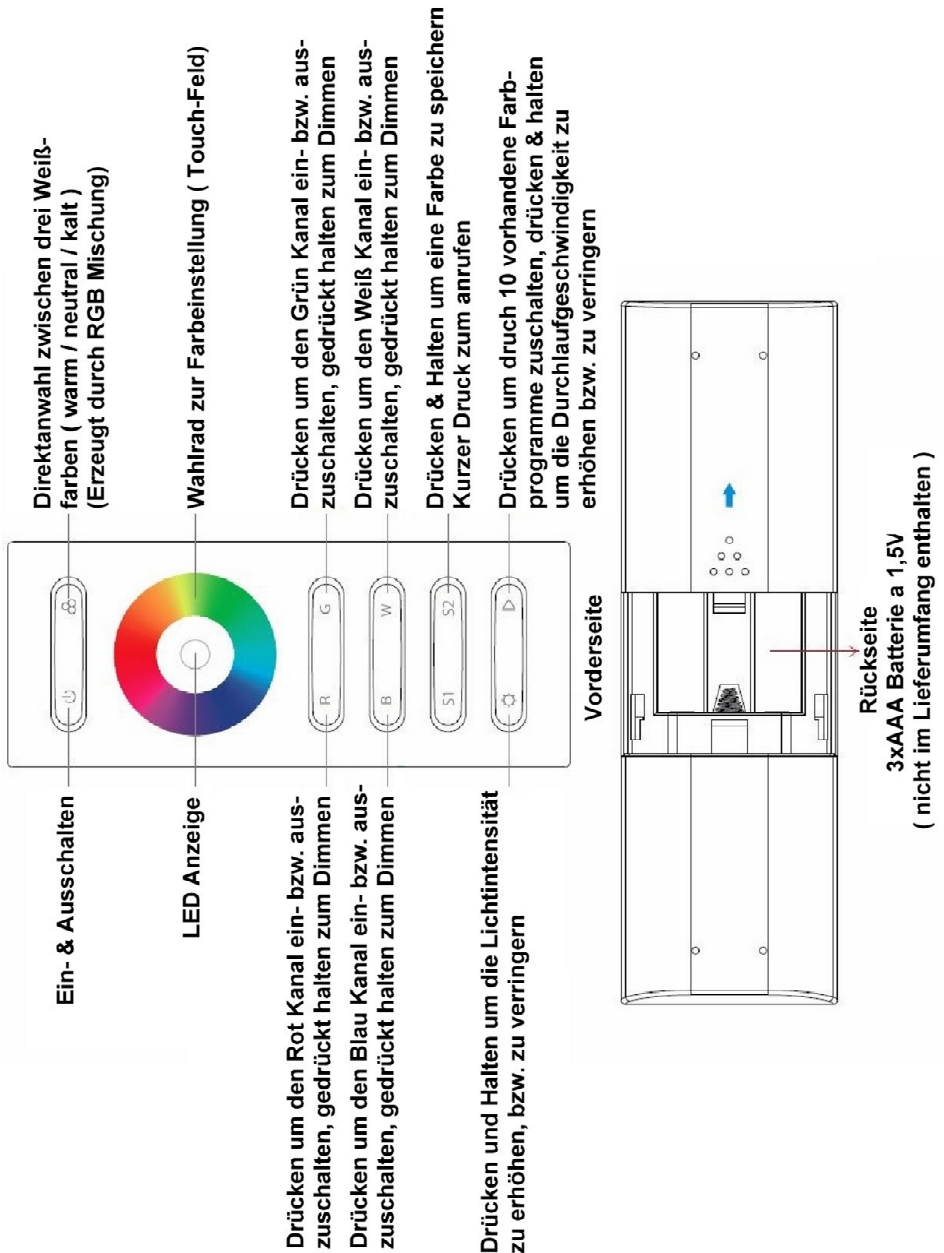 Ein- & Ausschalten
LED Anzeige
Drücken um den Rot Kanal ein- bzw. aus-
zuschalten, gedrückt halten zum Dimmen
Drücken um den Blau Kanal ein- bzw. aus-
zuschalten, gedrückt halten zum Dimmen
Drücken und Halten um die Lichtintensität
zu erhöhen, bzw. zu verringern
R
G
B
W
S1
S2
Direktanwahl zwischen drei Weiß-
farben ( warm / neutral / kalt )
(Erzeugt durch RGB Mischung)
Wahlrad zur Farbeinstellung ( Touch-Feld)
Drücken um den Grün Kanal ein- bzw. aus-
zuschalten, gedrückt halten zum Dimmen
Drücken um den Weiß Kanal ein- bzw. aus-
zuschalten, gedrückt halten zum Dimmen
Drücken & Halten um eine Farbe zu speichern
Kurzer Druck zum anrufen
Drücken um druch 10 vorhandene Farb-
programme zuschalten, drücken & halten
um die Durchlaufgeschwindigkeit zu
erhöhen bzw. zu verringern
Vorderseite
Rückseite
3xAAA Batterie a 1,5V
( nicht im Lieferumfang enthalten )